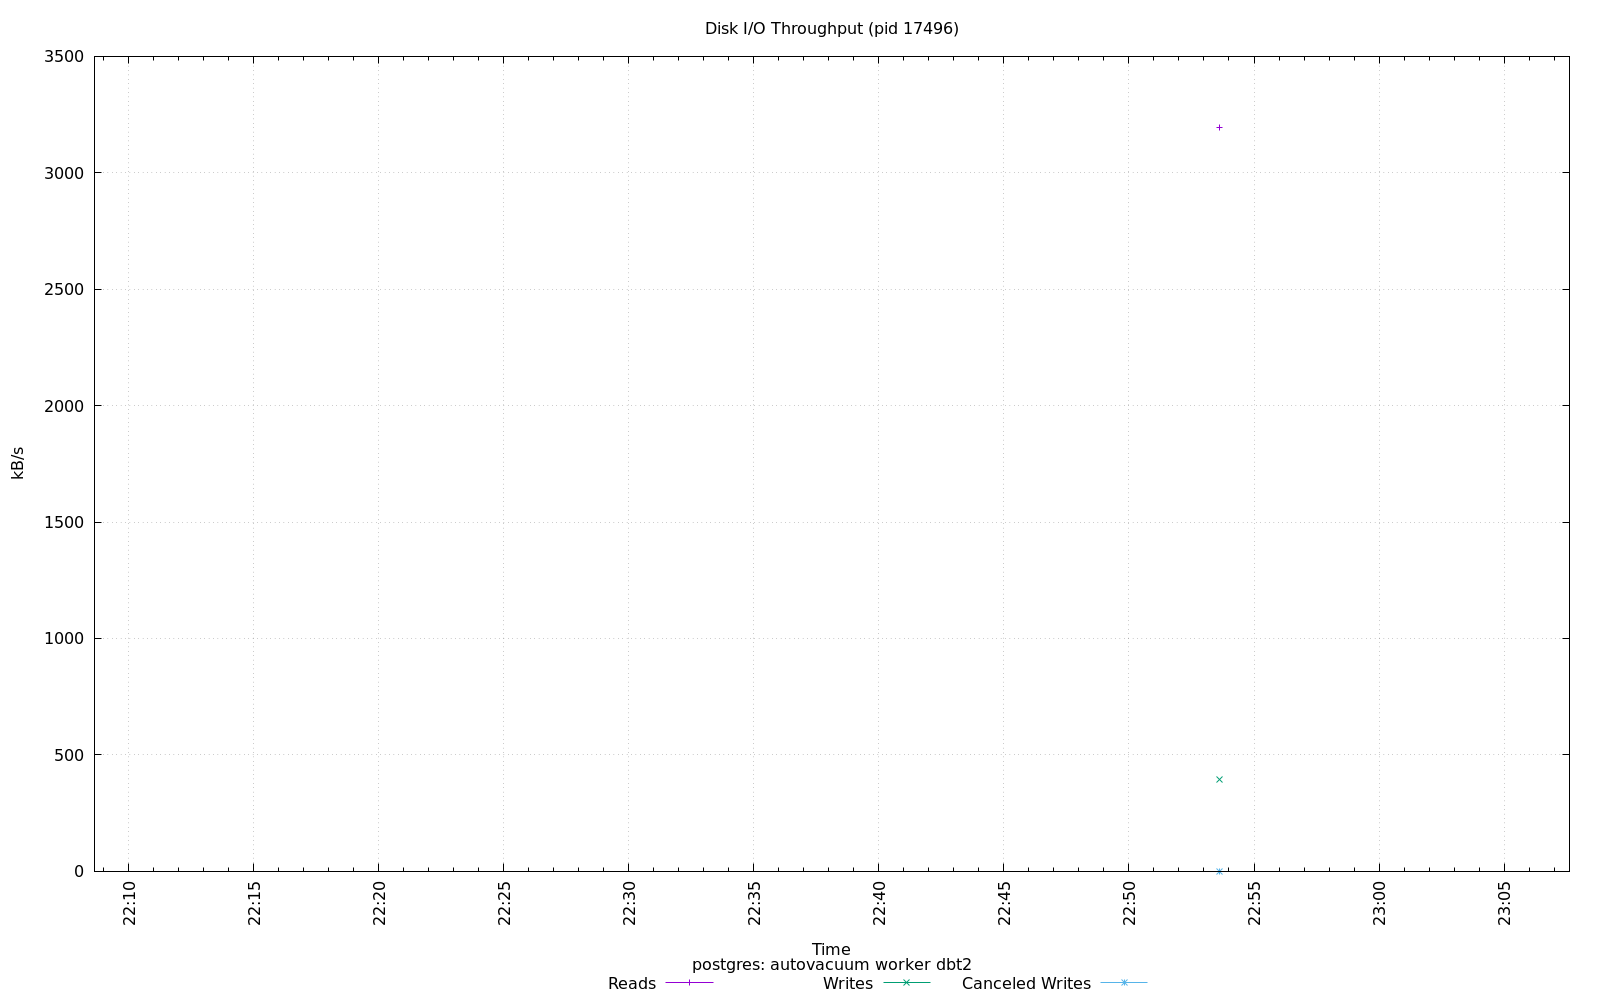 Disk I/O Throughput (pid 17496)
3500
3000
2500
2000
1500
1000
500
0
kB/s
22:10 22:15 22:20 22:25 22:30 22:35 22:40 22:45 22:50 22:55 23:00 23:05
Time
postgres: autovacuum worker dbt2
Reads Writes Canceled Writes